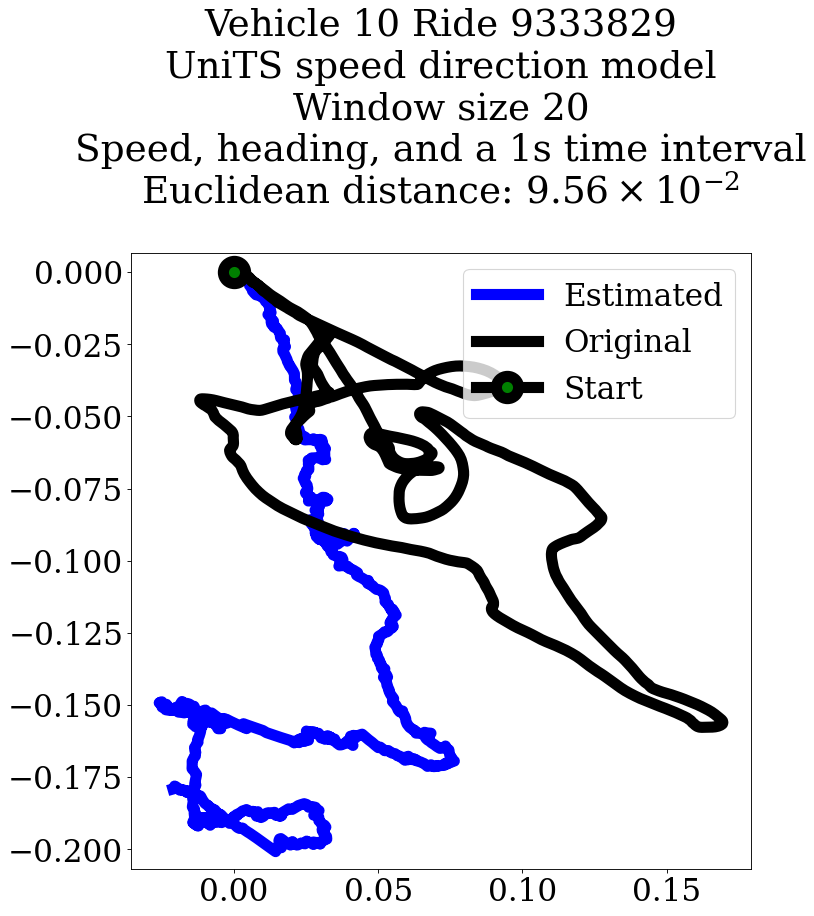 Vehicle 10 Ride 9333829
UniTS speed direction model
Window size 20
Speed, heading, and a 1s time interval
Euclidean distance: 9.56 × 10⁻²
Estimated
Original
Start
0.000
−0.025
−0.050
−0.075
−0.100
−0.125
−0.150
−0.175
−0.200
0.00 0.05 0.10 0.15